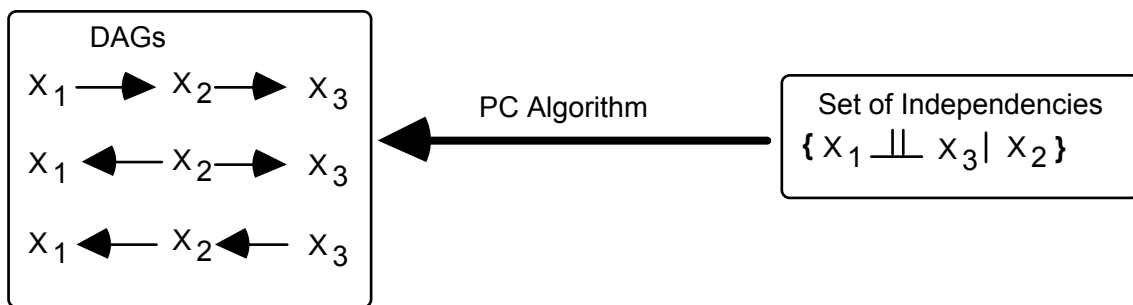 DAGs
X1 X2 X3
X1 X2 X3
X1 X2 X3
PC Algorithm
Set of Independencies
{ X1 ⫫ X3 | X2 }